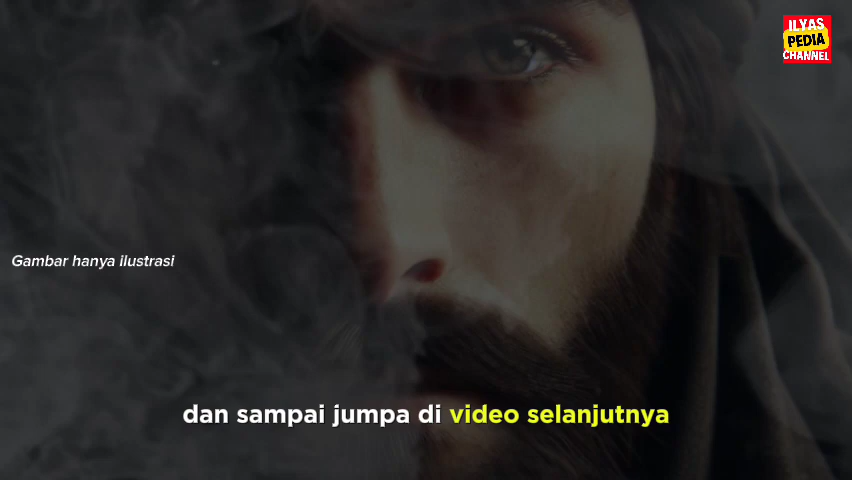 ILYAS
PEDIA
CHANNEL
Gambar hanya ilustrasi
dan sampai jumpa di video selanjutnya